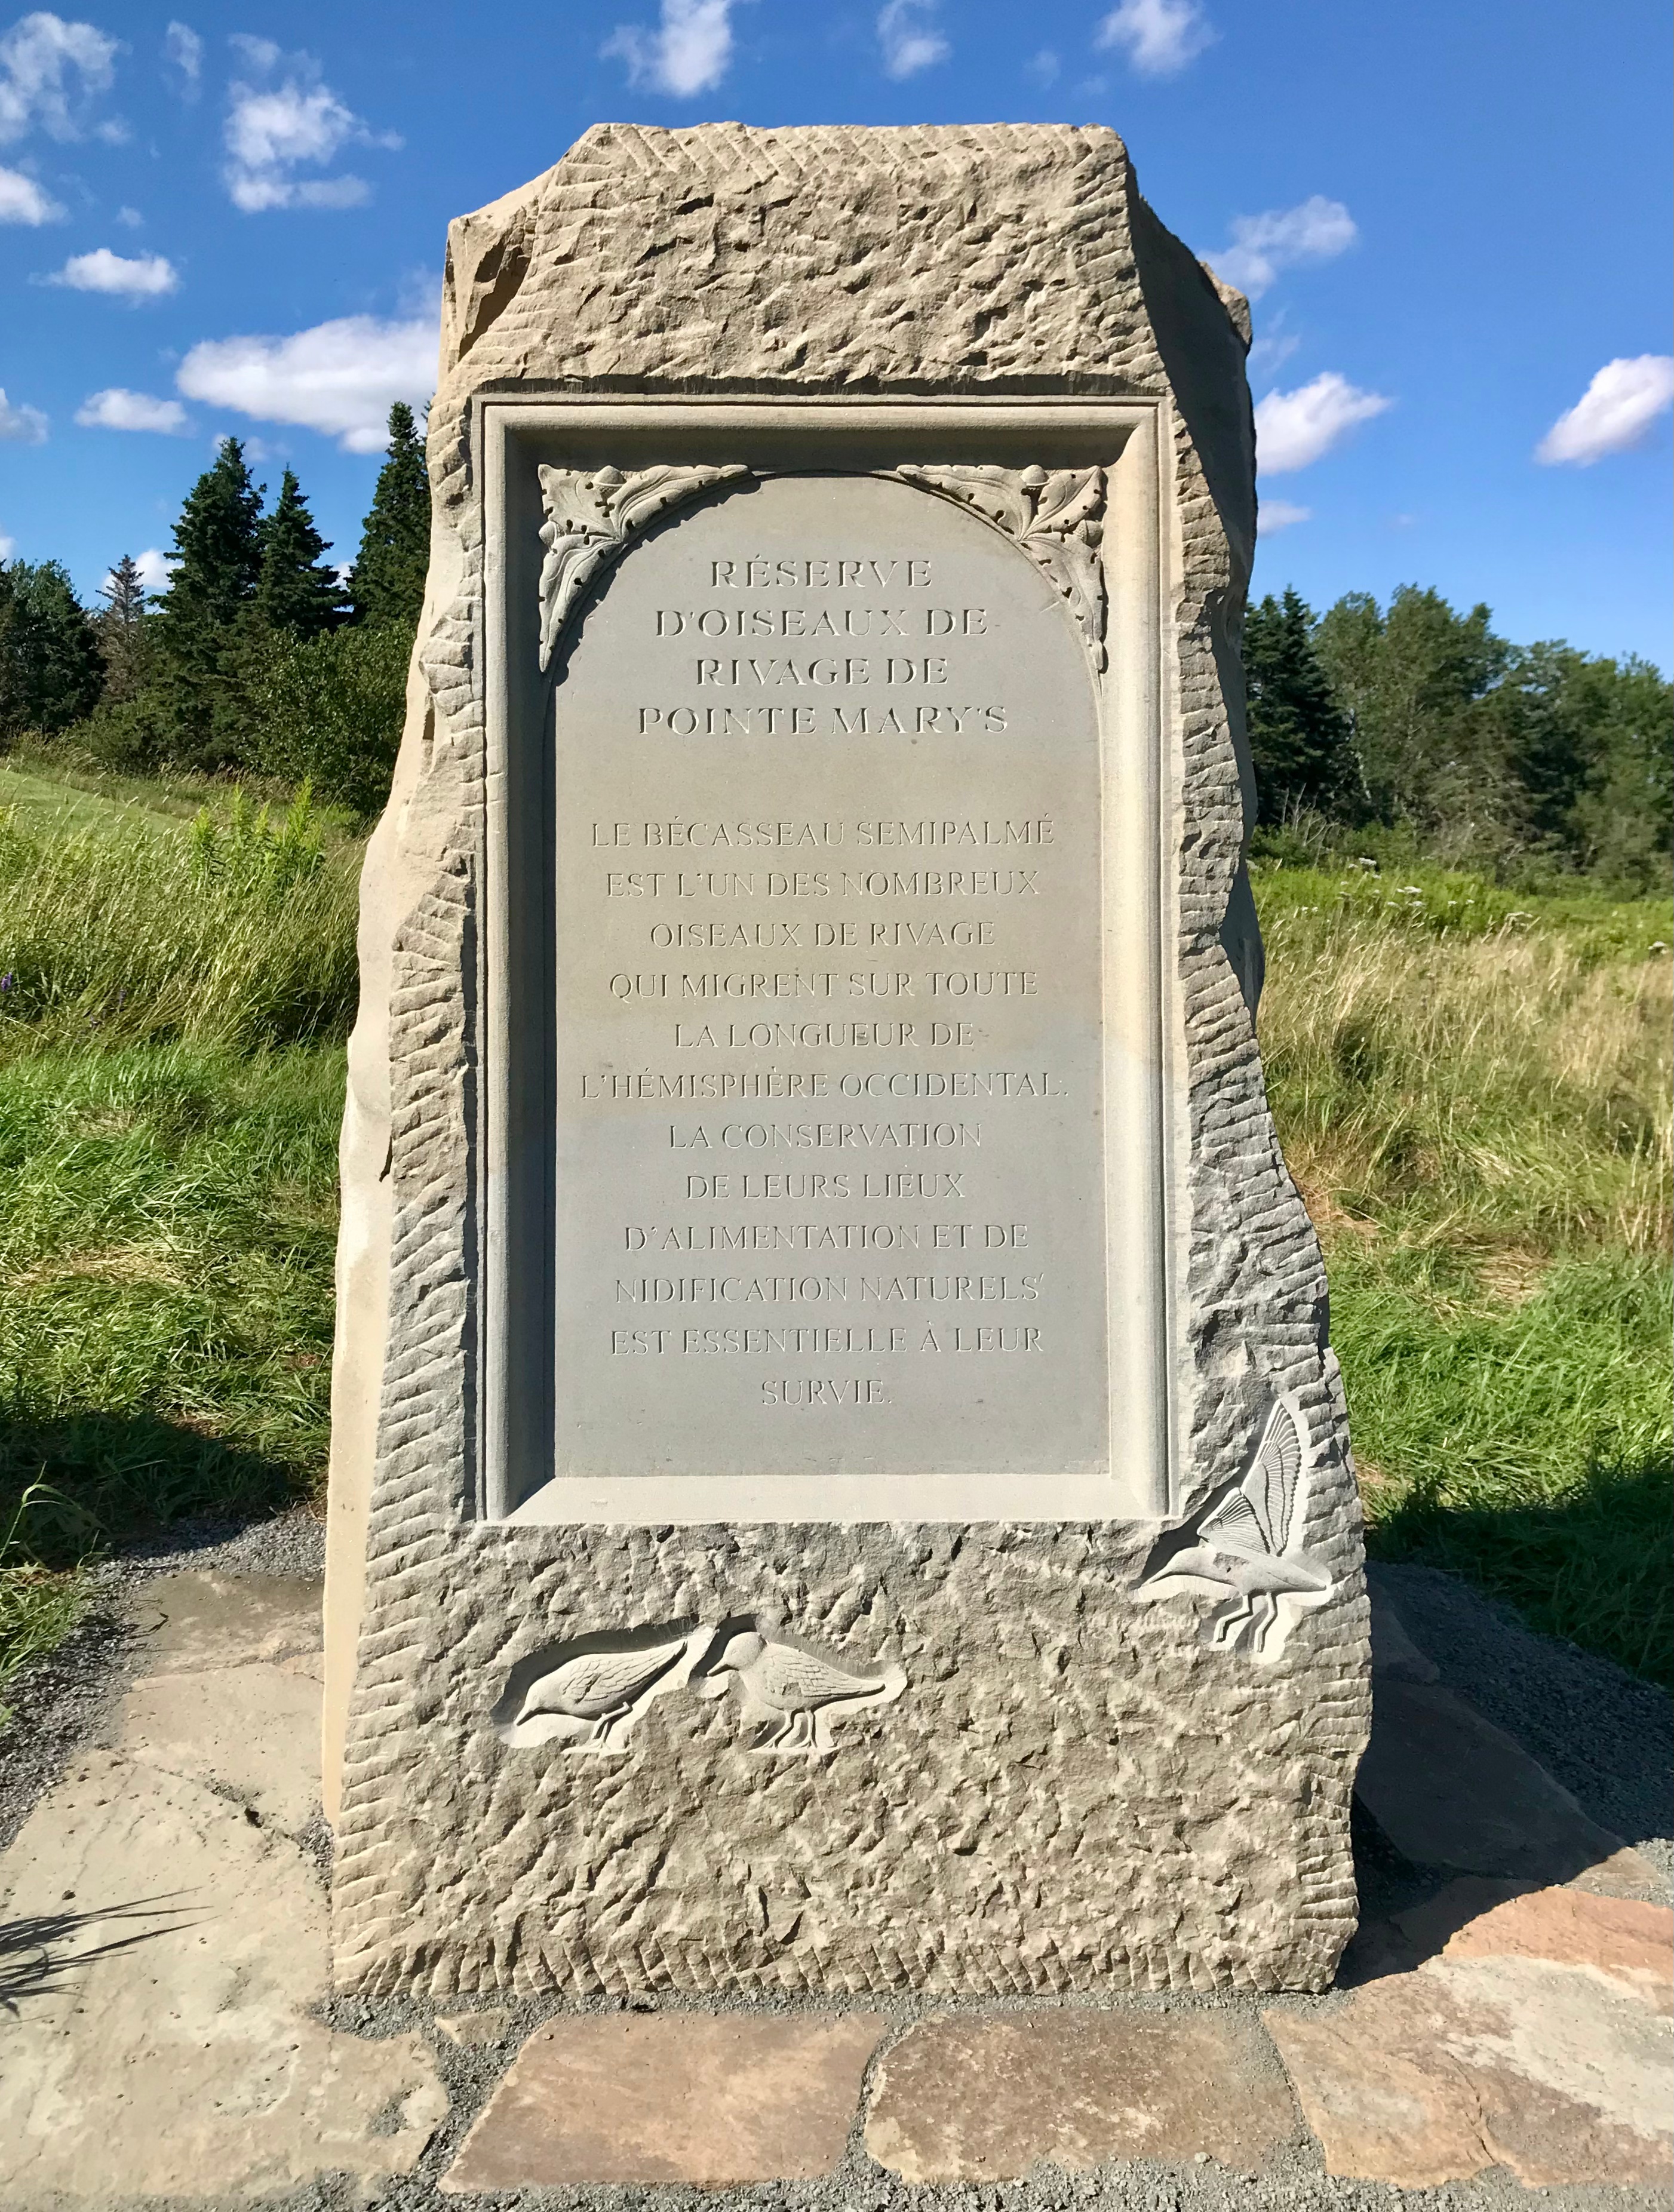 RÉSERVE
D'OISEAUX DE
RIVAGE DE
POINTE MARY'S
LE BÉCASSEAU SEMIPALMÉ
EST L'UN DES NOMBREUX
OISEAUX DE RIVAGE
QUI MIGRENT SUR TOUTE
LA LONGUEUR DE
L'HÉMISPHÈRE OCCIDENTAL.
LA CONSERVATION
DE LEURS LIEUX
D'ALIMENTATION ET DE
NIDIFICATION NATURELS
EST ESSENTIELLE À LEUR
SURVIE.